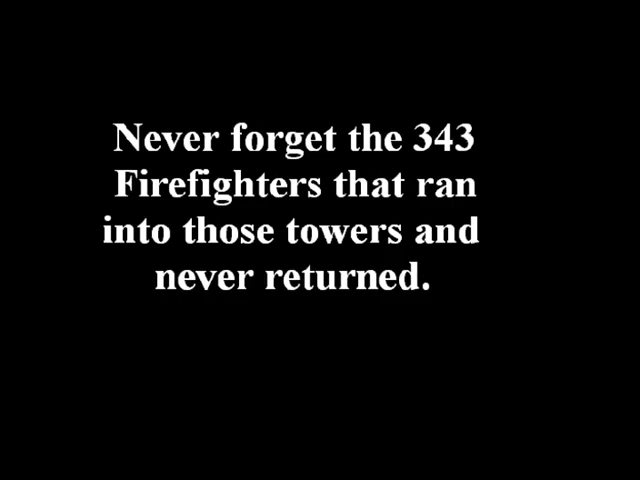 Never forget the 343
Firefighters that ran
into those towers and
never returned.